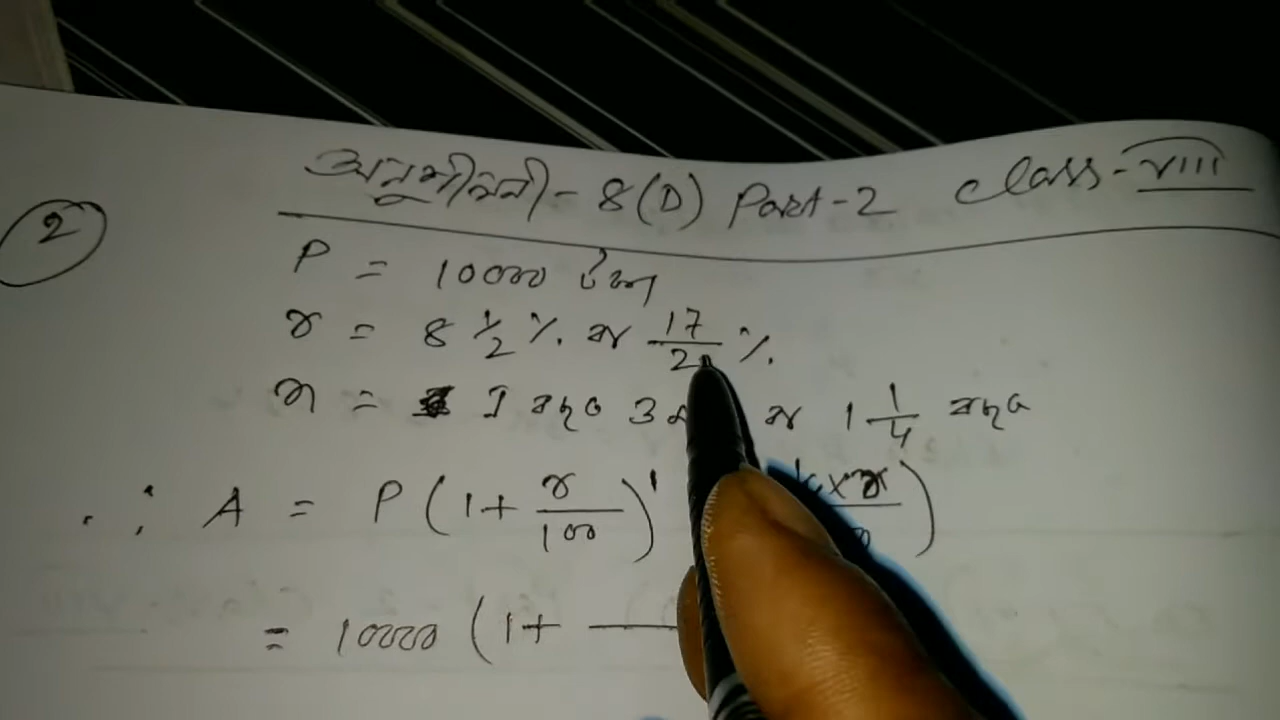 অনুশীলনী - 8(D) Part-2 Class-VIII
2
P = 10000 টাকা
r = 8 1/2 %. বা 17/2 %.
n = 1 বছর 3 বা 1 1/4 বছর
∴ A = P(1+ r/100)¹
= 10000 (1+